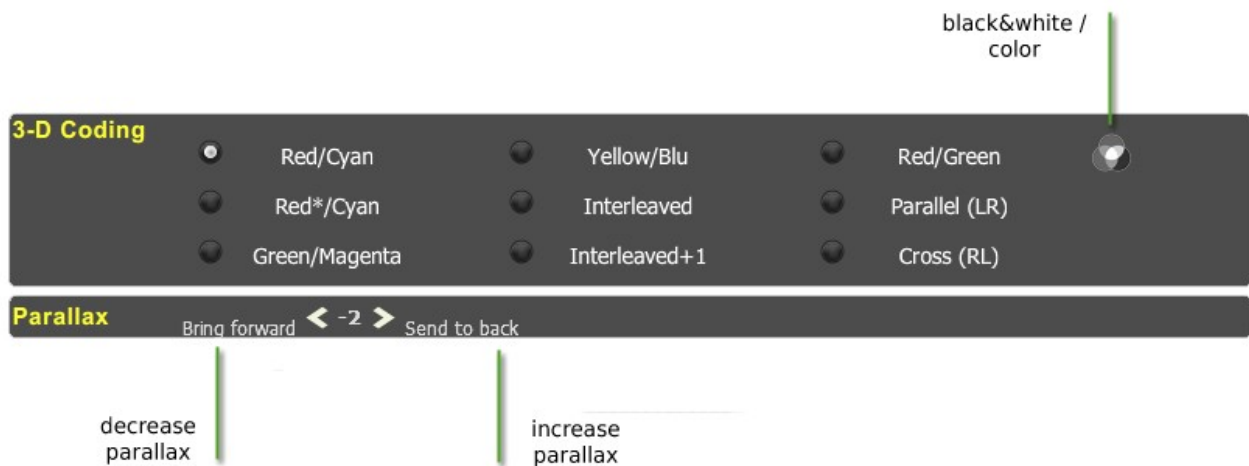 black&white /
color
3-D Coding
Red/Cyan Yellow/Blu Red/Green
Red*/Cyan Interleaved Parallel (LR)
Green/Magenta Interleaved+1 Cross (RL)
Parallax
Bring forward < -2 > Send to back
decrease
parallax
increase
parallax